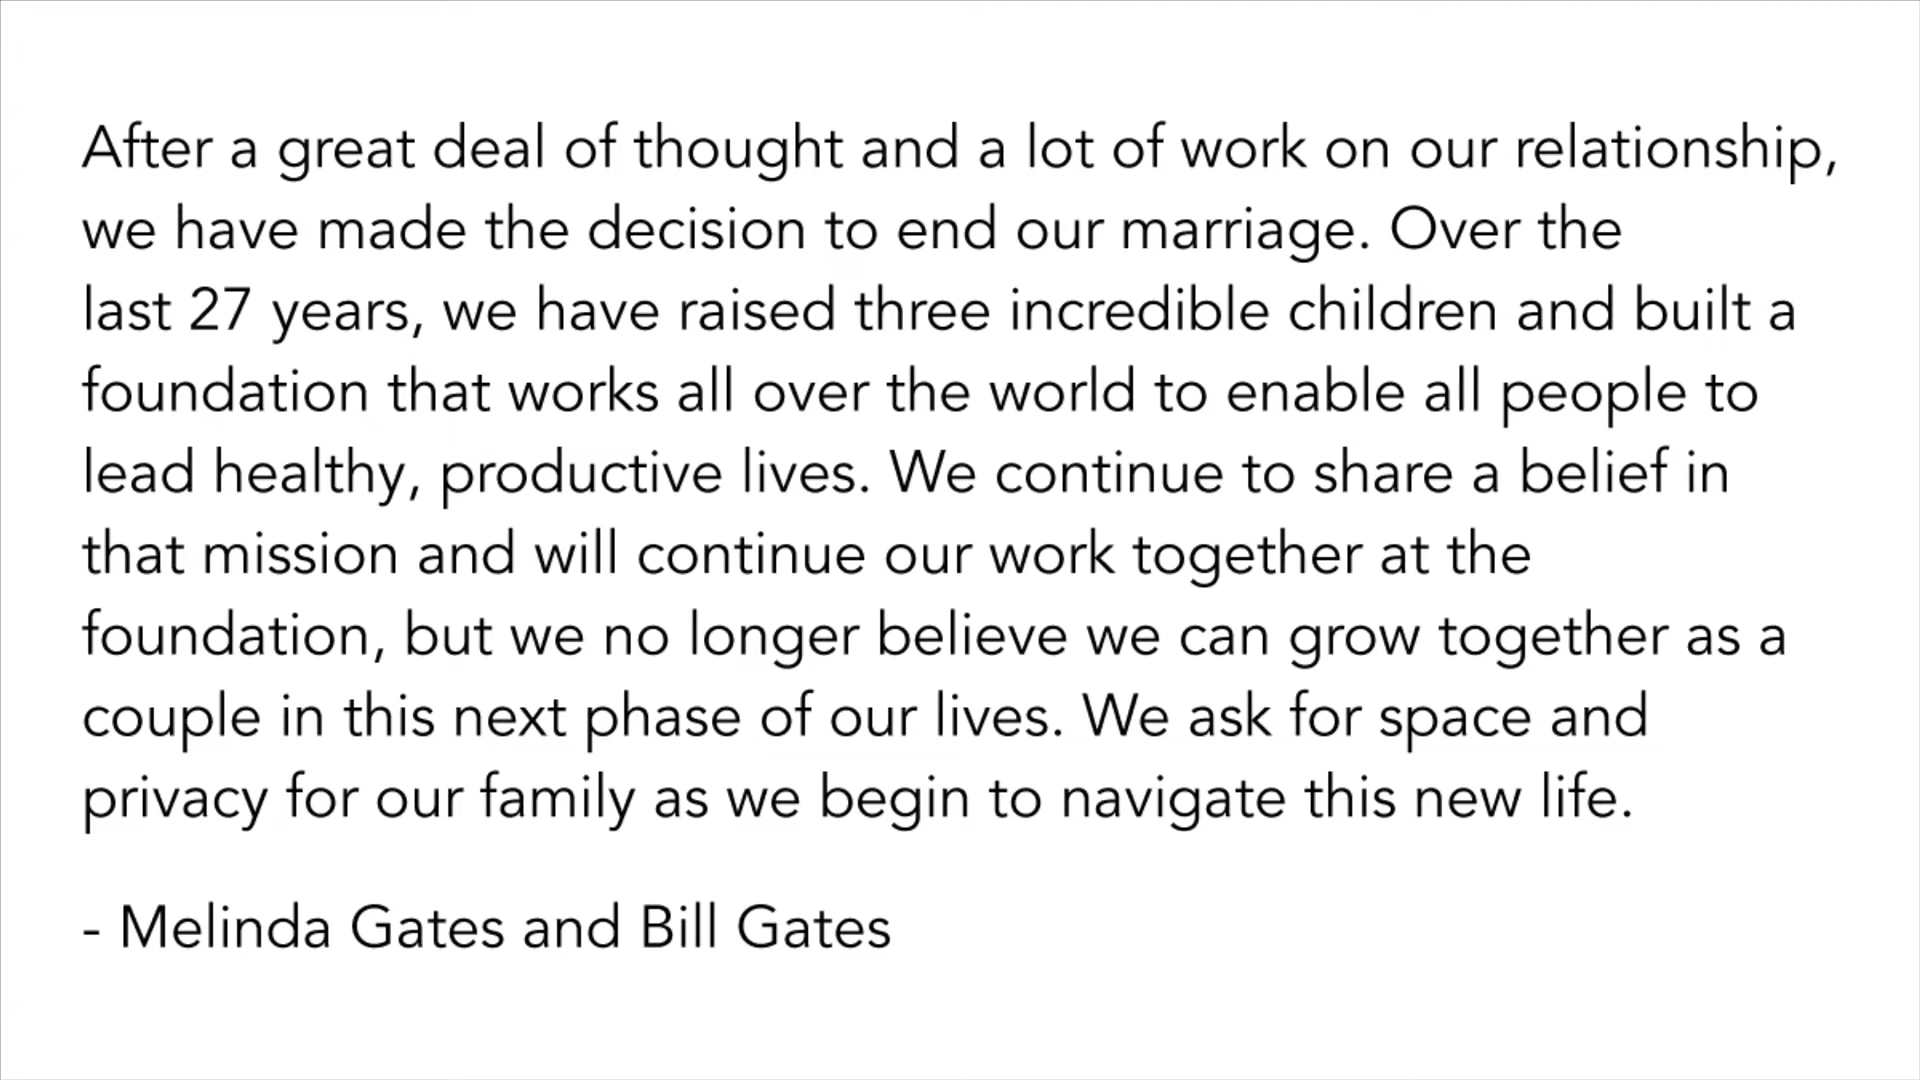 After a great deal of thought and a lot of work on our relationship,
we have made the decision to end our marriage. Over the
last 27 years, we have raised three incredible children and built a
foundation that works all over the world to enable all people to
lead healthy, productive lives. We continue to share a belief in
that mission and will continue our work together at the
foundation, but we no longer believe we can grow together as a
couple in this next phase of our lives. We ask for space and
privacy for our family as we begin to navigate this new life.
- Melinda Gates and Bill Gates